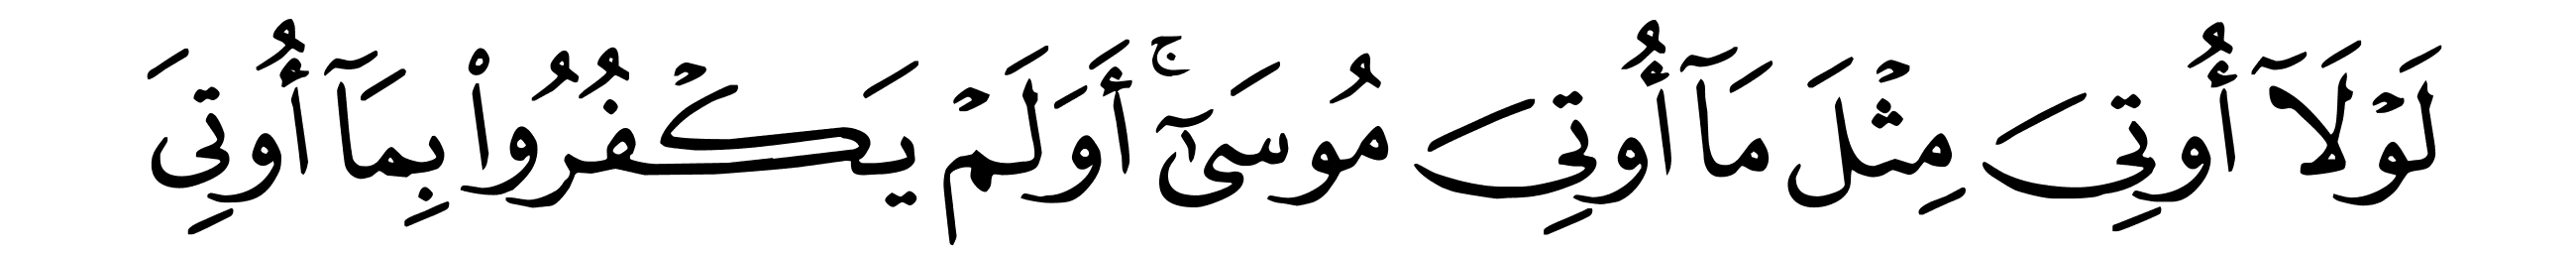 لَوۡلَآ أُوتِيَ مِثۡلَ مَآ أُوتِيَ مُوسَىٰٓۚ أَوَلَمۡ يَكۡفُرُواْ بِمَآ أُوتِيَ